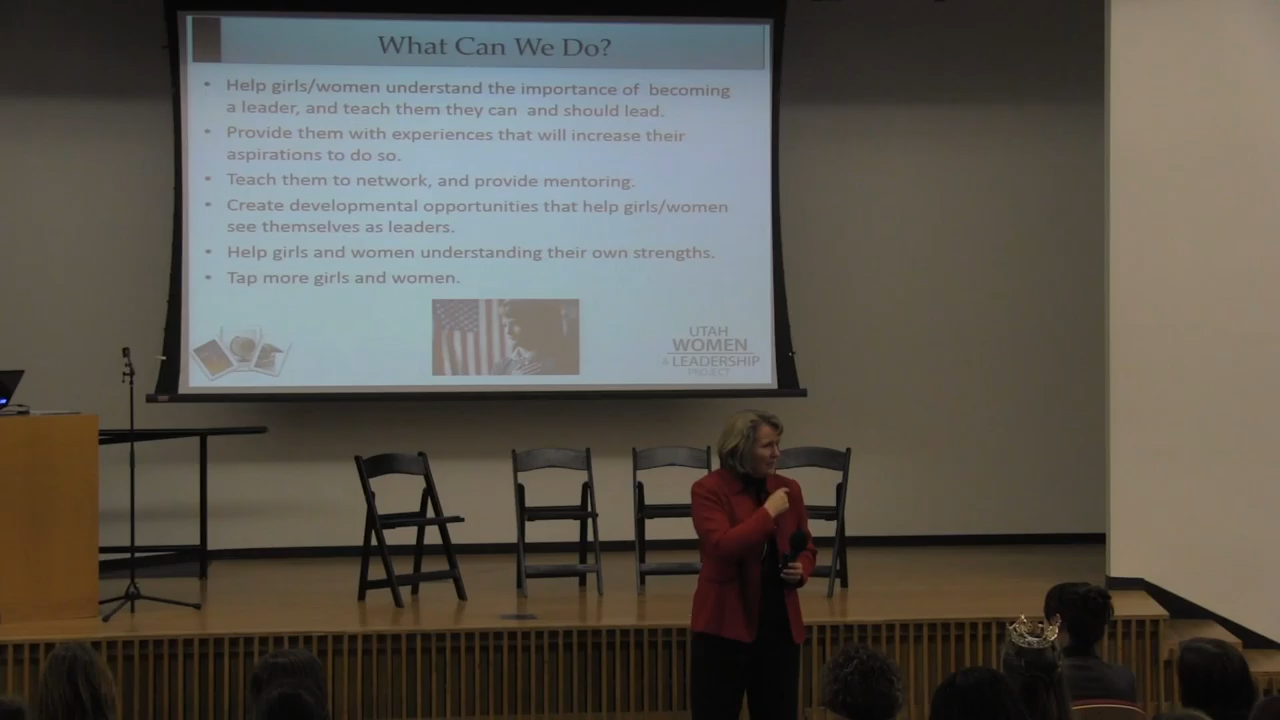 What Can We Do?
• Help girls/women understand the importance of becoming
a leader, and teach them they can and should lead.
• Provide them with experiences that will increase their
aspirations to do so.
• Teach them to network, and provide mentoring.
• Create developmental opportunities that help girls/women
see themselves as leaders.
• Help girls and women understanding their own strengths.
• Tap more girls and women.
UTAH
WOMEN
& LEADERSHIP
PROJECT